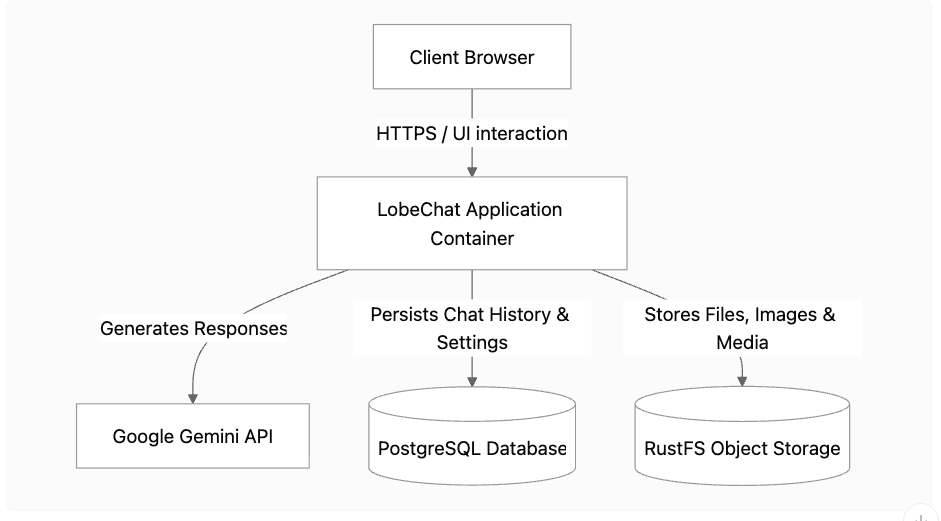 Client Browser
HTTPS / UI interaction
LobeChat Application
Container
Generates Responses
Persists Chat History &
Settings
Stores Files, Images &
Media
Google Gemini API
PostgreSQL Database
RustFS Object Storage